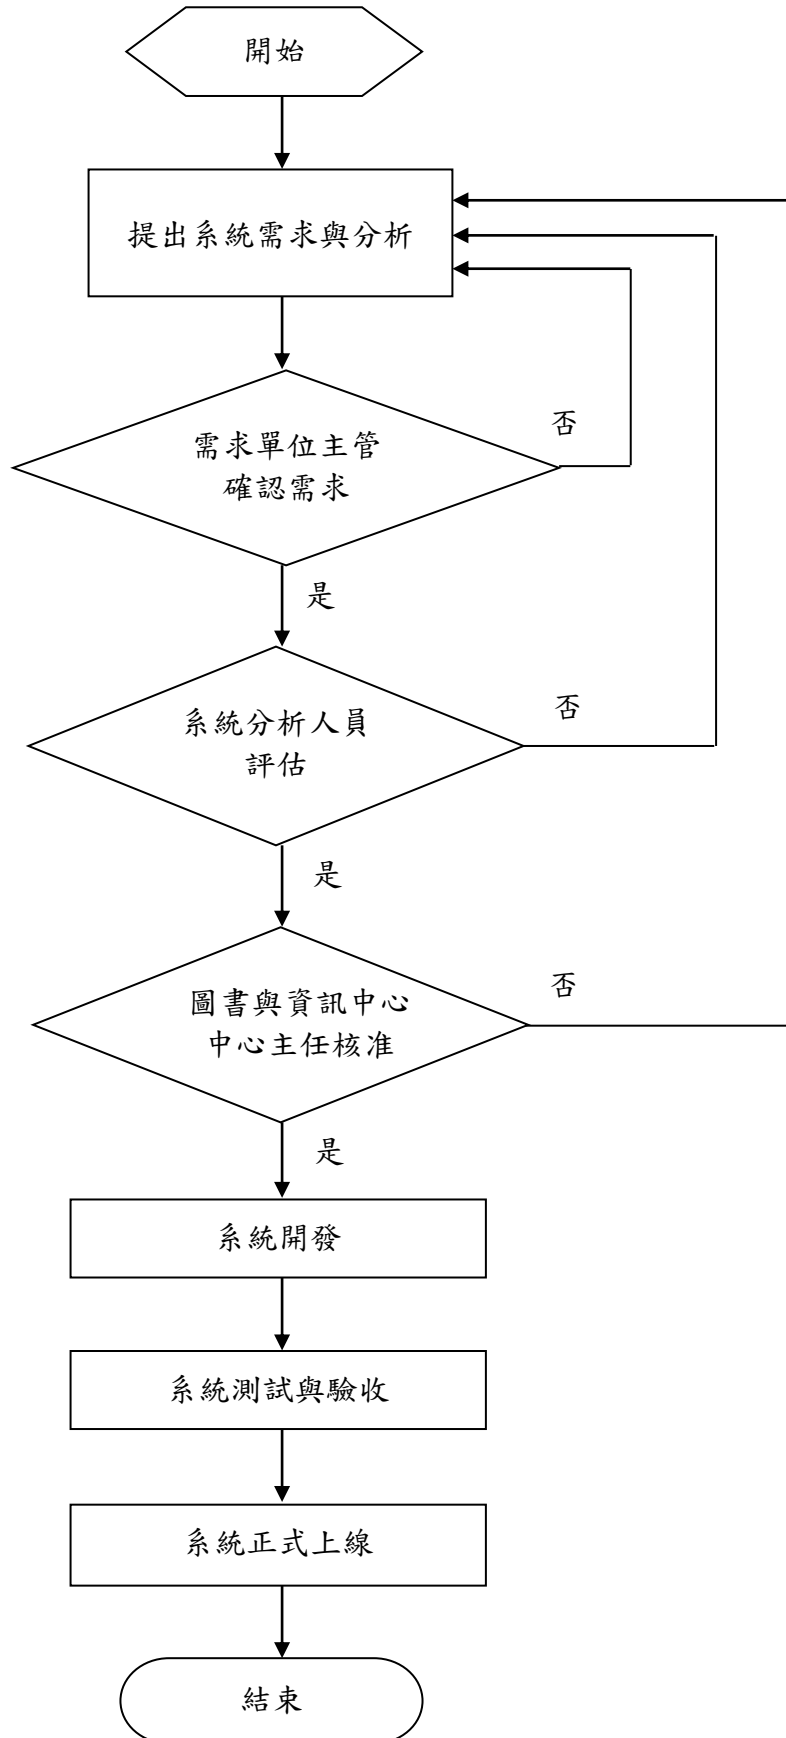 開始
提出系統需求與分析
需求單位主管
確認需求
否
是
系統分析人員
評估
否
是
圖書與資訊中心
中心主任核准
否
是
系統開發
系統測試與驗收
系統正式上線
結束